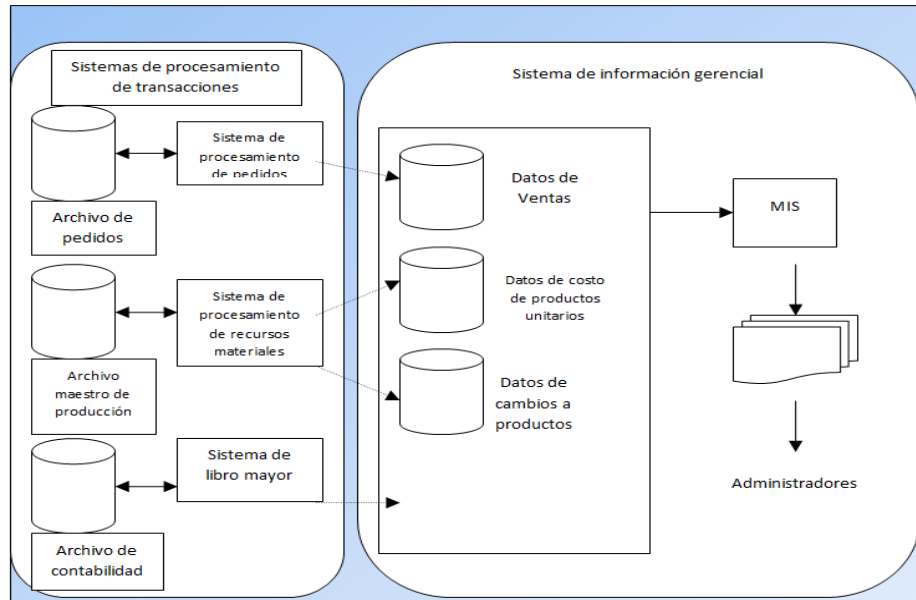 Sistemas de procesamiento
de transacciones
Sistema de información gerencial
Sistema de
procesamiento
de pedidos
Archivo de
pedidos
Datos de
Ventas
MIS
Sistema de
procesamiento
de recursos
materiales
Archivo
maestro de
producción
Datos de costo
de productos
unitarios
Datos de
cambios a
productos
Sistema de
libro mayor
Archivo de
contabilidad
Administradores